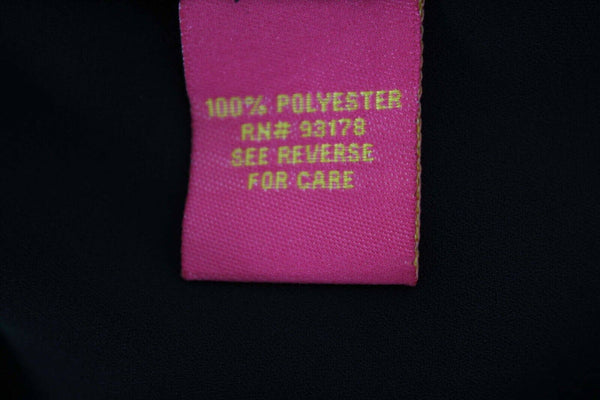 100% POLYESTER
RN# 93178
SEE REVERSE
FOR CARE